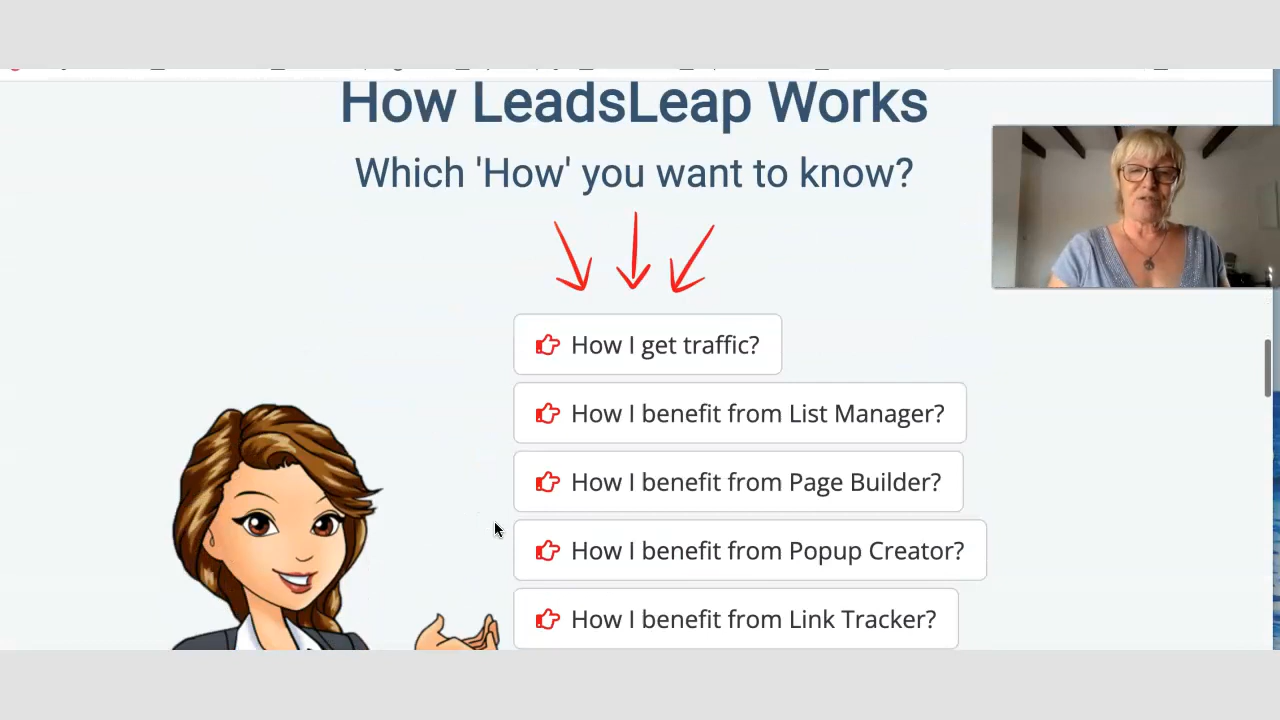 How LeadsLeap Works
Which 'How' you want to know?
How I get traffic?
How I benefit from List Manager?
How I benefit from Page Builder?
How I benefit from Popup Creator?
How I benefit from Link Tracker?